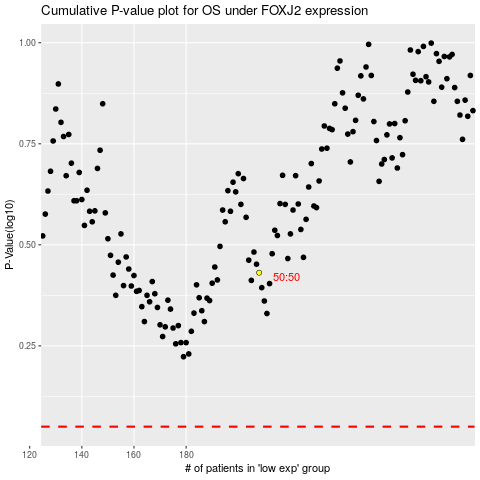 Cumulative P-value plot for OS under FOXJ2 expression
P-Value(log10)
1.00
0.75
0.50
0.25
50:50
120 140 160 180
# of patients in 'low exp' group